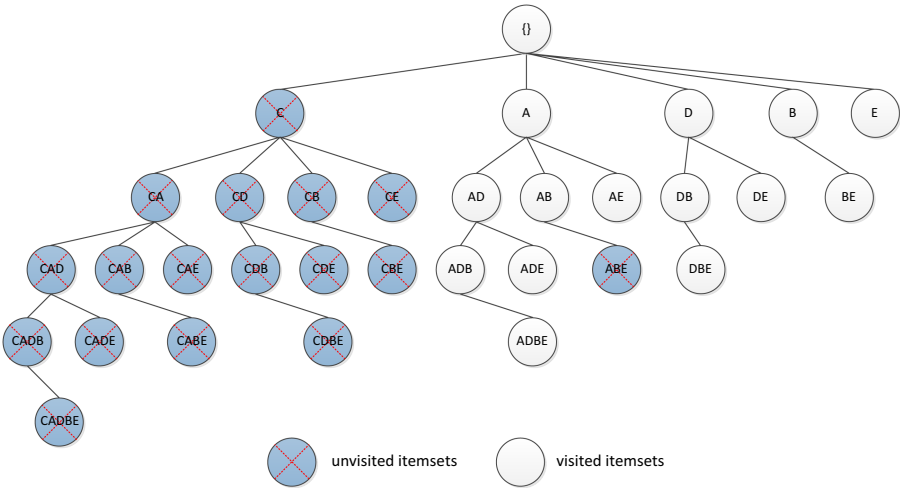 {}
C A D B E
CA CD CB CE AD AB AE DB DE BE
CAD CAB CAE CDB CDE CBE ADB ADE ABE DBE
CADB CADE CABE CDBE ADBE
CADBE
unvisited itemsets visited itemsets